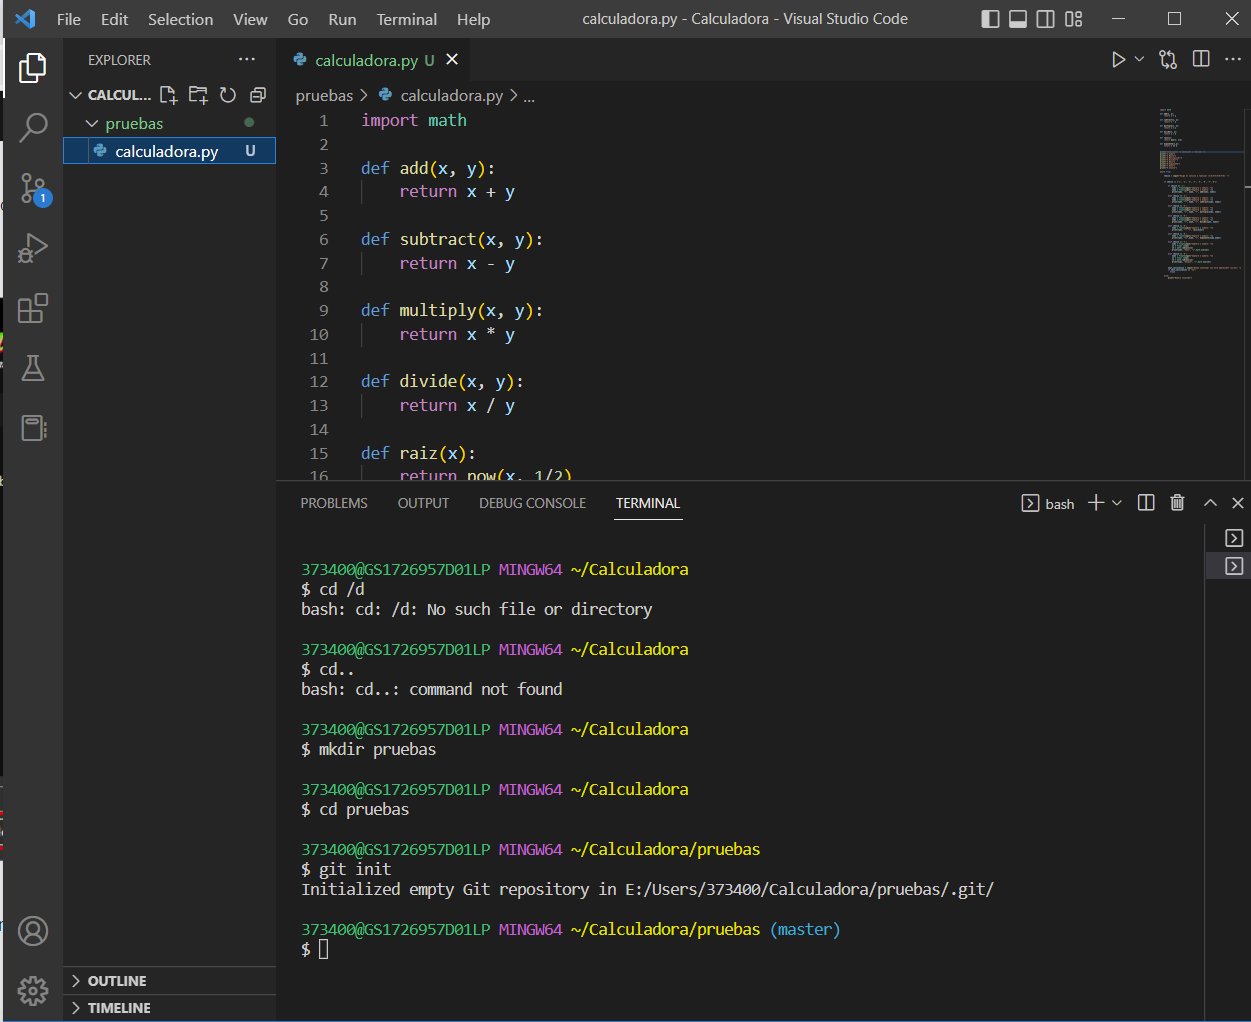 File Edit Selection View Go Run Terminal Help
calculadora.py - Calculadora - Visual Studio Code
EXPLORER
CALCUL...
pruebas
calculadora.py U
calculadora.py U
pruebas > calculadora.py > ...
1 import math
2
3 def add(x, y):
4 return x + y
5
6 def subtract(x, y):
7 return x - y
8
9 def multiply(x, y):
10 return x * y
11
12 def divide(x, y):
13 return x / y
14
15 def raiz(x):
16 return pow(x, 1/2)
1
PROBLEMS OUTPUT DEBUG CONSOLE TERMINAL
bash
373400@GS1726957D01LP MINGW64 ~/Calculadora
$ cd /d
bash: cd: /d: No such file or directory
373400@GS1726957D01LP MINGW64 ~/Calculadora
$ cd..
bash: cd..: command not found
373400@GS1726957D01LP MINGW64 ~/Calculadora
$ mkdir pruebas
373400@GS1726957D01LP MINGW64 ~/Calculadora
$ cd pruebas
373400@GS1726957D01LP MINGW64 ~/Calculadora/pruebas
$ git init
Initialized empty Git repository in E:/Users/373400/Calculadora/pruebas/.git/
373400@GS1726957D01LP MINGW64 ~/Calculadora/pruebas (master)
$
OUTLINE
TIMELINE